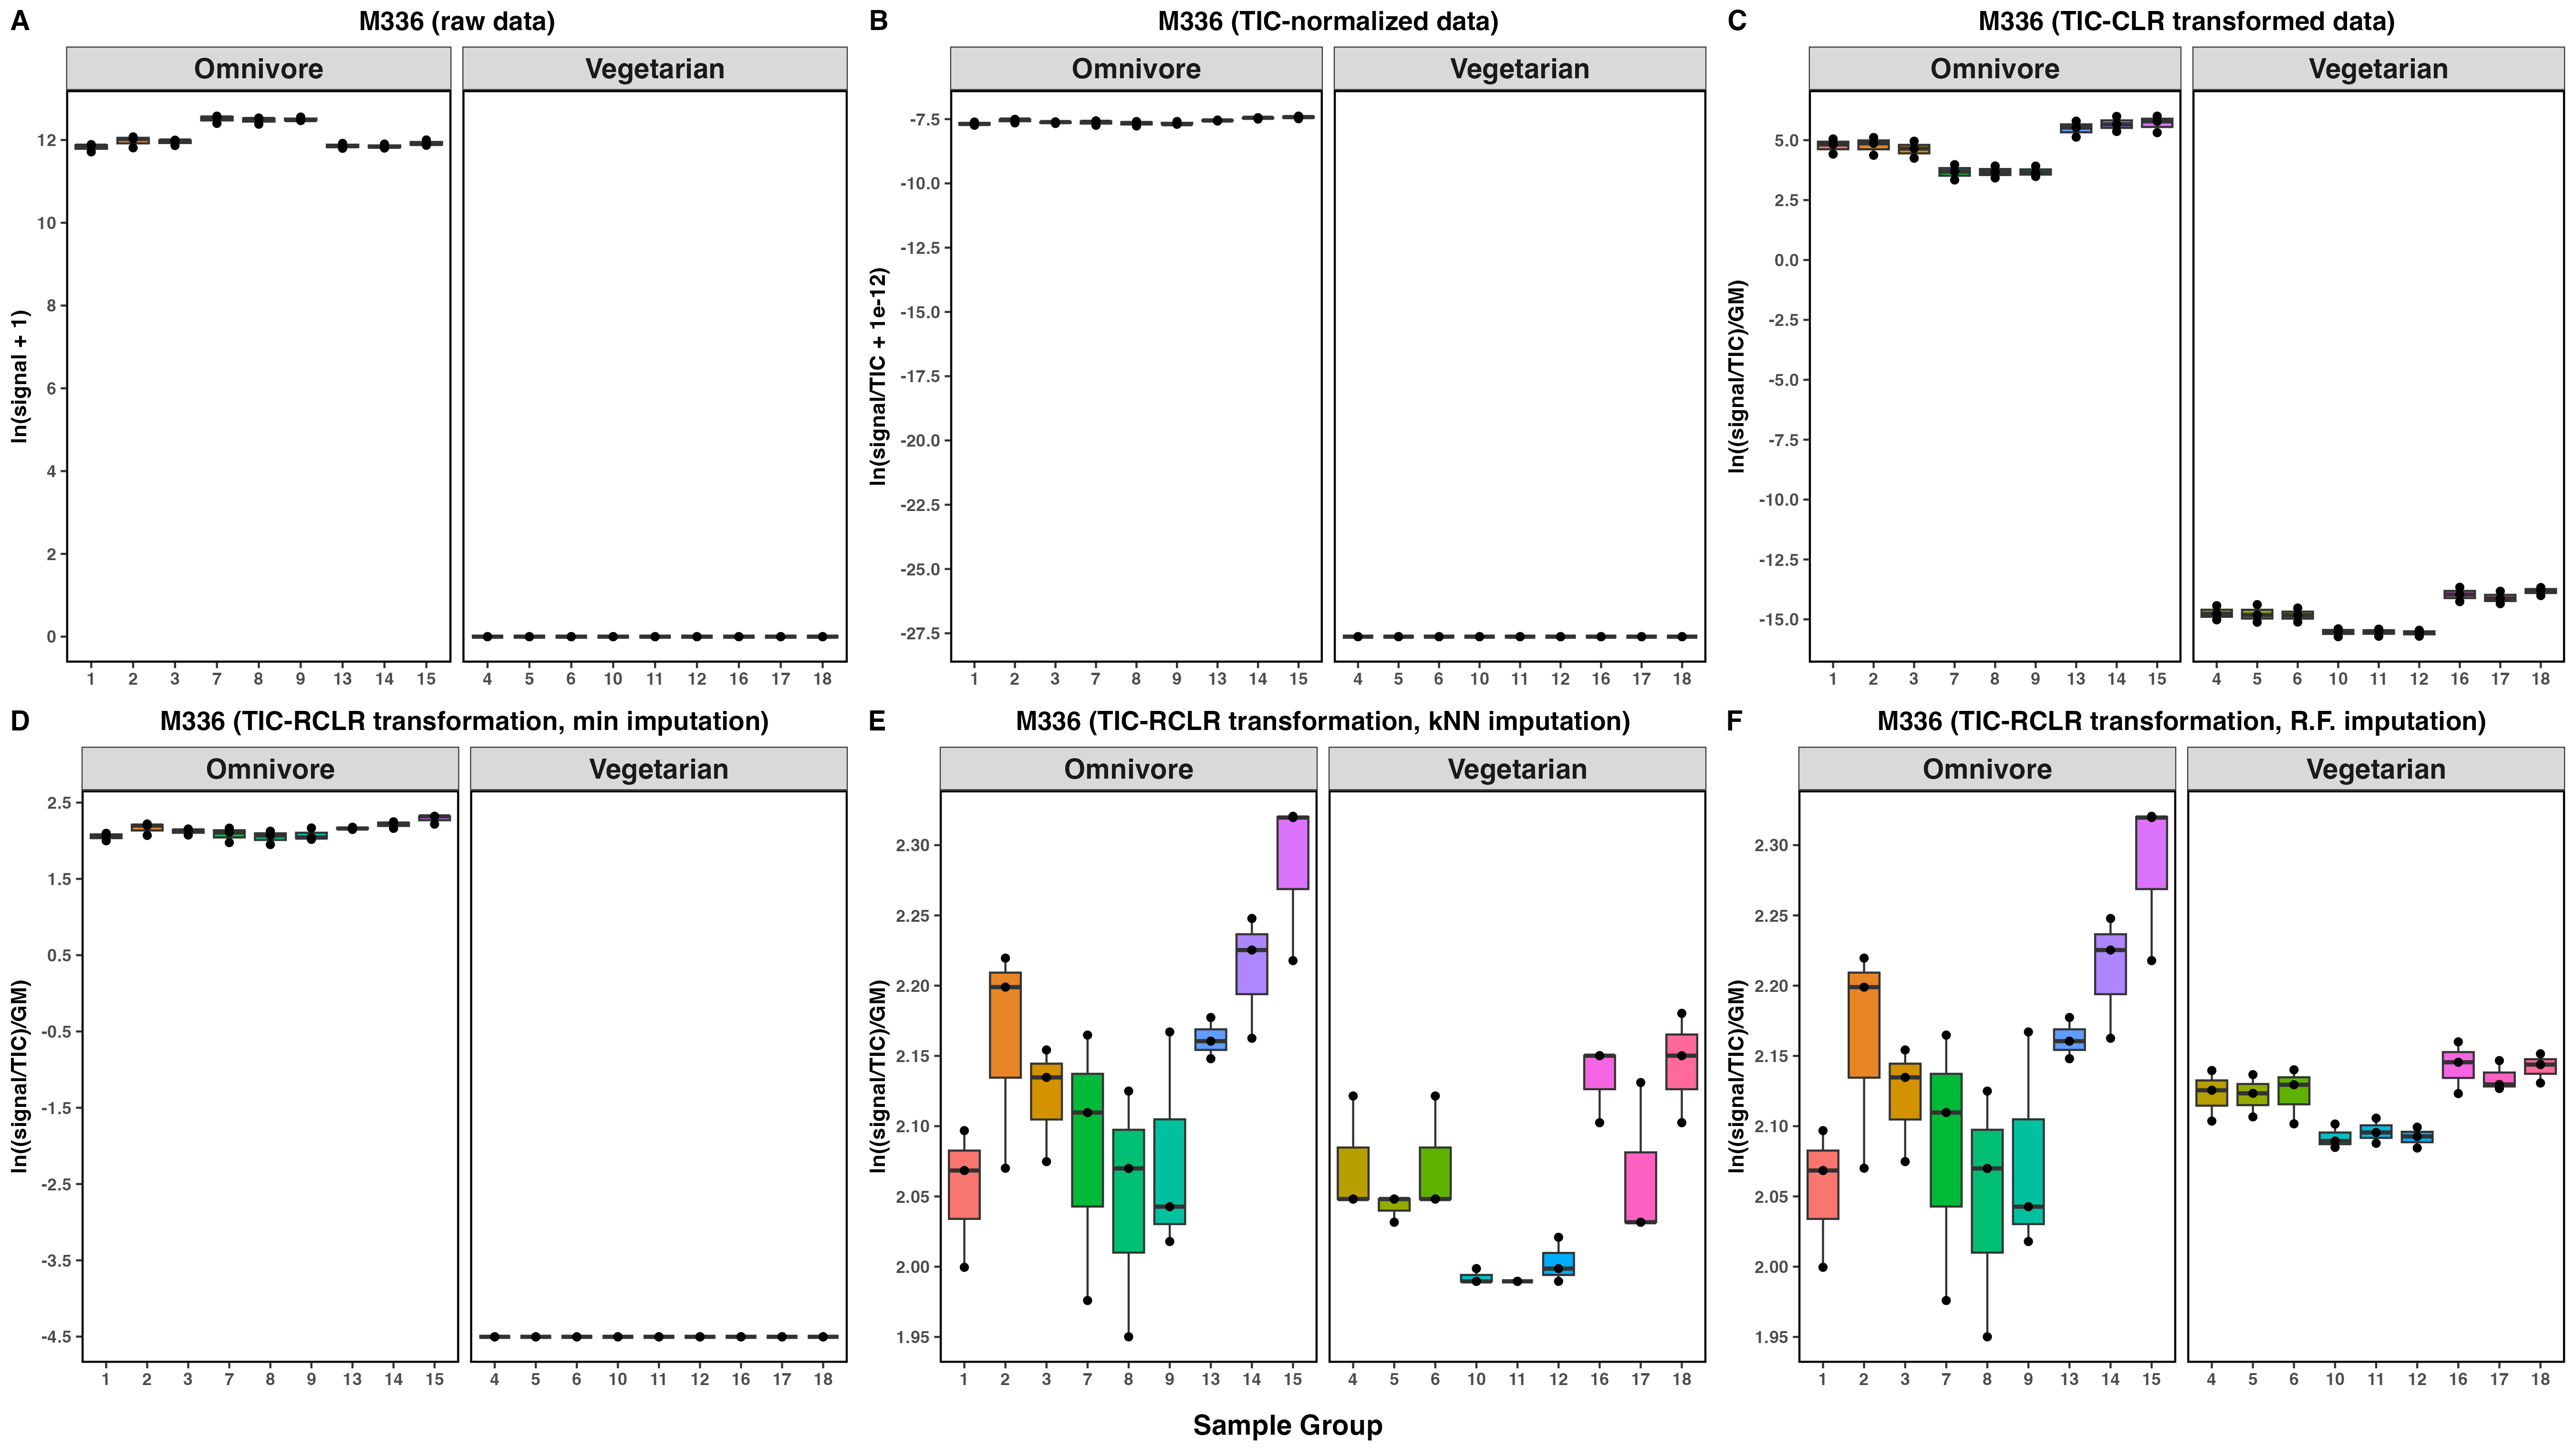 A M336 (raw data)
Omnivore Vegetarian
ln(signal + 1)
12
10
8
6
4
2
0
1 2 3 7 8 9 13 14 15 4 5 6 10 11 12 16 17 18
B M336 (TIC-normalized data)
Omnivore Vegetarian
ln(signal/TIC + 1e-12)
-7.5
-10.0
-12.5
-15.0
-17.5
-20.0
-22.5
-25.0
-27.5
1 2 3 7 8 9 13 14 15 4 5 6 10 11 12 16 17 18
C M336 (TIC-CLR transformed data)
Omnivore Vegetarian
ln((signal/TIC)/GM)
5.0
2.5
0.0
-2.5
-5.0
-7.5
-10.0
-12.5
-15.0
1 2 3 7 8 9 13 14 15 4 5 6 10 11 12 16 17 18
D M336 (TIC-RCLR transformation, min imputation)
Omnivore Vegetarian
ln((signal/TIC)/GM)
2.5
1.5
0.5
-0.5
-1.5
-2.5
-3.5
-4.5
1 2 3 7 8 9 13 14 15 4 5 6 10 11 12 16 17 18
E M336 (TIC-RCLR transformation, kNN imputation)
Omnivore Vegetarian
ln((signal/TIC)/GM)
2.30
2.25
2.20
2.15
2.10
2.05
2.00
1.95
1 2 3 7 8 9 13 14 15 4 5 6 10 11 12 16 17 18
F M336 (TIC-RCLR transformation, R.F. imputation)
Omnivore Vegetarian
ln((signal/TIC)/GM)
2.30
2.25
2.20
2.15
2.10
2.05
2.00
1.95
1 2 3 7 8 9 13 14 15 4 5 6 10 11 12 16 17 18
Sample Group